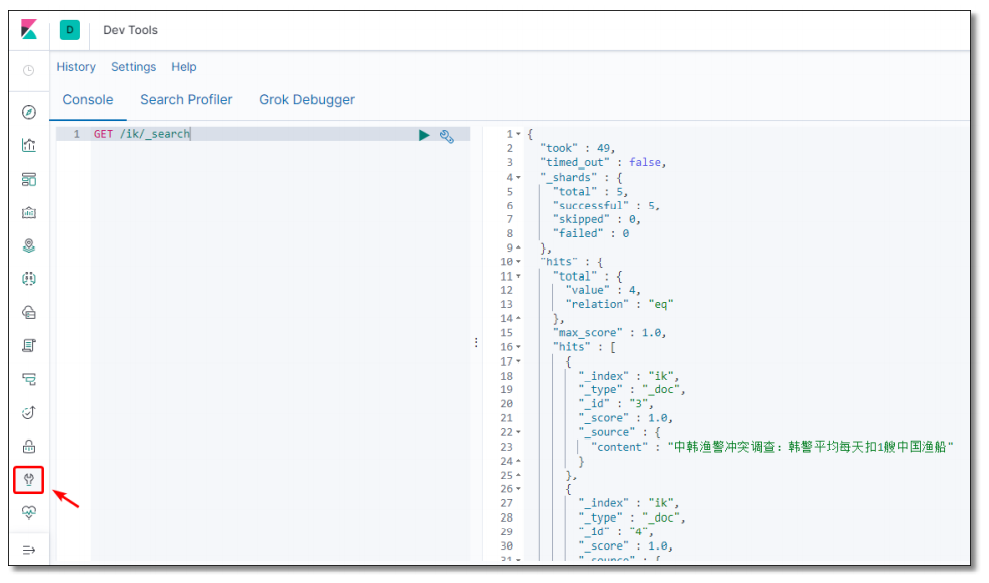 D Dev Tools
History Settings Help
Console Search Profiler Grok Debugger
1 GET /ik/_search
1 {
2 "took" : 49,
3 "timed_out" : false,
4 "_shards" : {
5 "total" : 5,
6 "successful" : 5,
7 "skipped" : 0,
8 "failed" : 0
9 },
10 "hits" : {
11 "total" : {
12 "value" : 4,
13 "relation" : "eq"
14 },
15 "max_score" : 1.0,
16 "hits" : [
17 {
18 "_index" : "ik",
19 "_type" : "_doc",
20 "_id" : "3",
21 "_score" : 1.0,
22 "_source" : {
23 "content" : "中韩渔警冲突调查：韩警平均每天扣1艘中国渔船"
24 }
25 },
26 {
27 "_index" : "ik",
28 "_type" : "_doc",
29 "_id" : "4",
30 "_score" : 1.0,
31 "_source" : {